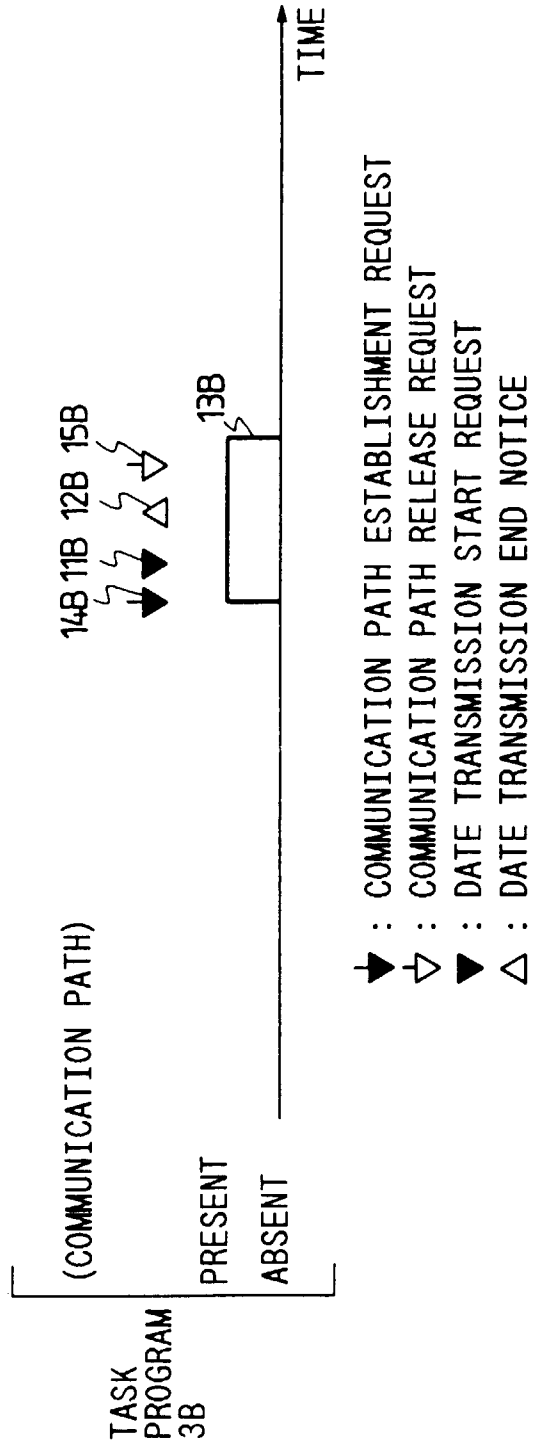 TASK
PROGRAM
3B
(COMMUNICATION PATH)
PRESENT
ABSENT
14B 11B 12B 15B
13B
TIME
: COMMUNICATION PATH ESTABLISHMENT REQUEST
: COMMUNICATION PATH RELEASE REQUEST
: DATE TRANSMISSION START REQUEST
: DATE TRANSMISSION END NOTICE